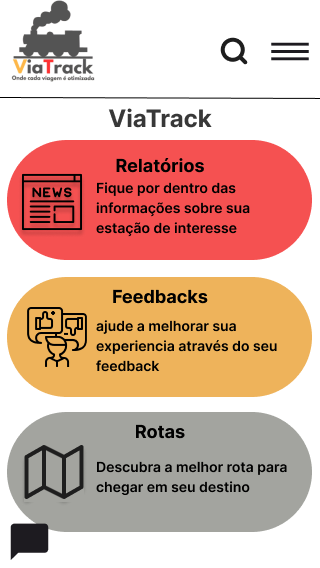 ViaTrack
Onde cada viagem é otimizada
ViaTrack
Relatórios
NEWS
Fique por dentro das
informações sobre sua
estação de interesse
Feedbacks
ajude a melhorar sua
experiencia através do seu
feedback
Rotas
Descubra a melhor rota para
chegar em seu destino